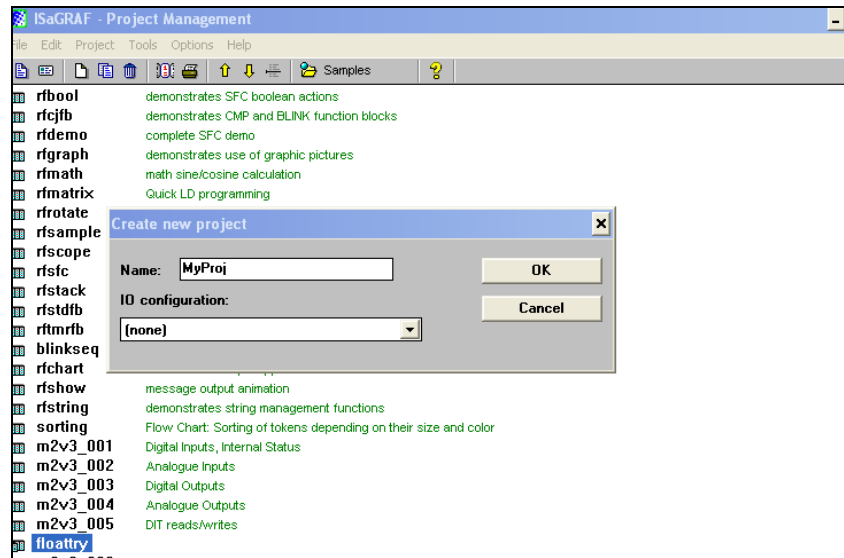 ISaGRAF - Project Management
File Edit Project Tools Options Help
Samples
rfbool demonstrates SFC boolean actions
rfcjfb demonstrates CMP and BLINK function blocks
rfdemo complete SFC demo
rfgraph demonstrates use of graphic pictures
rfmath math sine/cosine calculation
rfmatrix Quick LD programming
rfrotate
rfsample
rfscope
rfsfc
rfstack
rfstdfb
rftmrfb
blinkseq
rfchart
Create new project
Name: MyProj
OK
IO configuration:
Cancel
(none)
rfshow message output animation
rfstring demonstrates string management functions
sorting Flow Chart: Sorting of tokens depending on their size and color
m2v3_001 Digital Inputs, Internal Status
m2v3_002 Analogue Inputs
m2v3_003 Digital Outputs
m2v3_004 Analogue Outputs
m2v3_005 DIT reads/writes
floattry